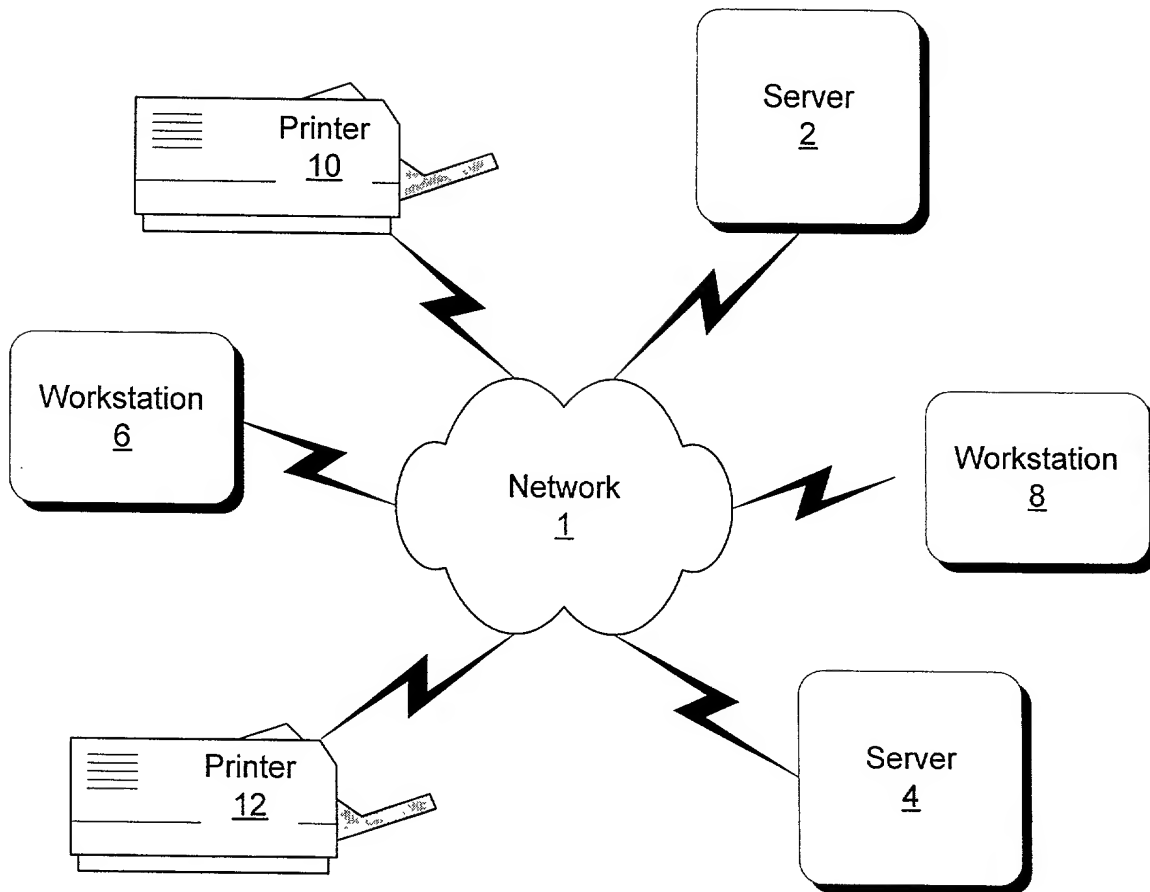 Printer
10
Server
2
Workstation
6
Network
1
Workstation
8
Printer
12
Server
4